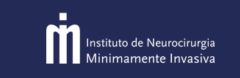 Instituto de Neurocirurgia
Minimamente Invasiva